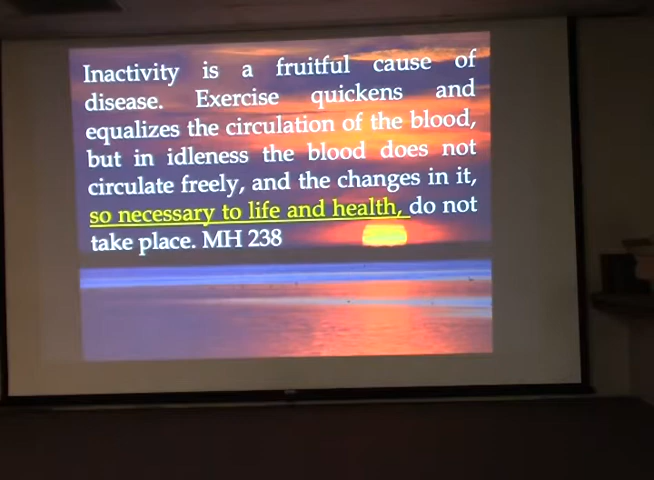 Inactivity is a fruitful cause of
disease. Exercise quickens and
equalizes the circulation of the blood,
but in idleness the blood does not
circulate freely, and the changes in it,
so necessary to life and health, do not
take place. MH 238